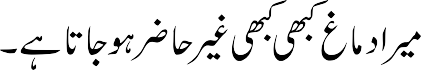 میرا دماغ کبھی کبھی غیر حاضر ہو جاتا ہے۔